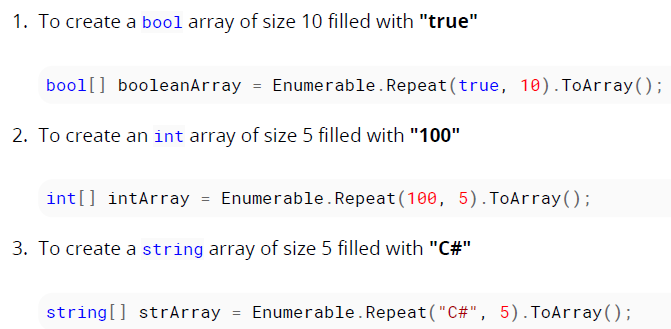 1. To create a bool array of size 10 filled with "true"
bool[] booleanArray = Enumerable.Repeat(true, 10).ToArray();
2. To create an int array of size 5 filled with "100"
int[] intArray = Enumerable.Repeat(100, 5).ToArray();
3. To create a string array of size 5 filled with "C#"
string[] strArray = Enumerable.Repeat("C#", 5).ToArray();